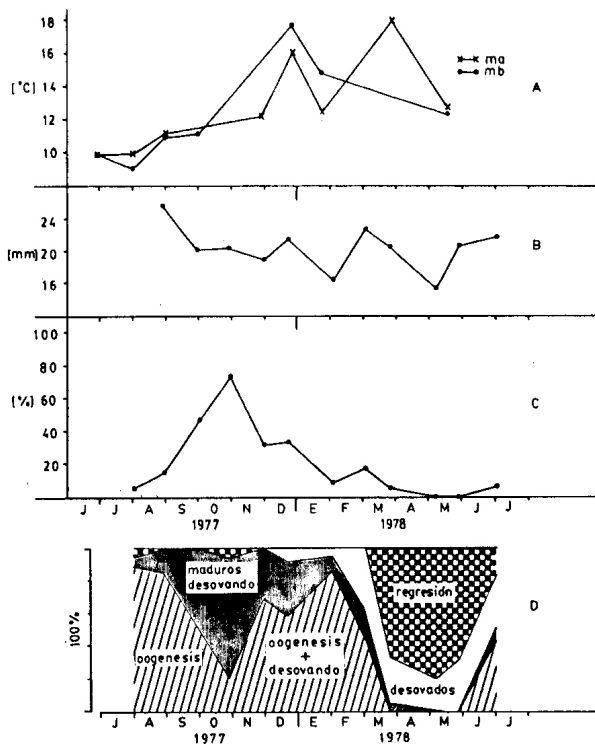 18
16
[°C]
14
12
10
ma
mb
A
24
[mm]
20
16
B
100
80
(%)
60
40
20
C
J A S O N D E F M A M J J
1977 1978
100%
maduros
desovando
oogenesis
oogenesis
+
desovando
regresión
desovados
D
J A S O N D E F M A M J J
1977 1978